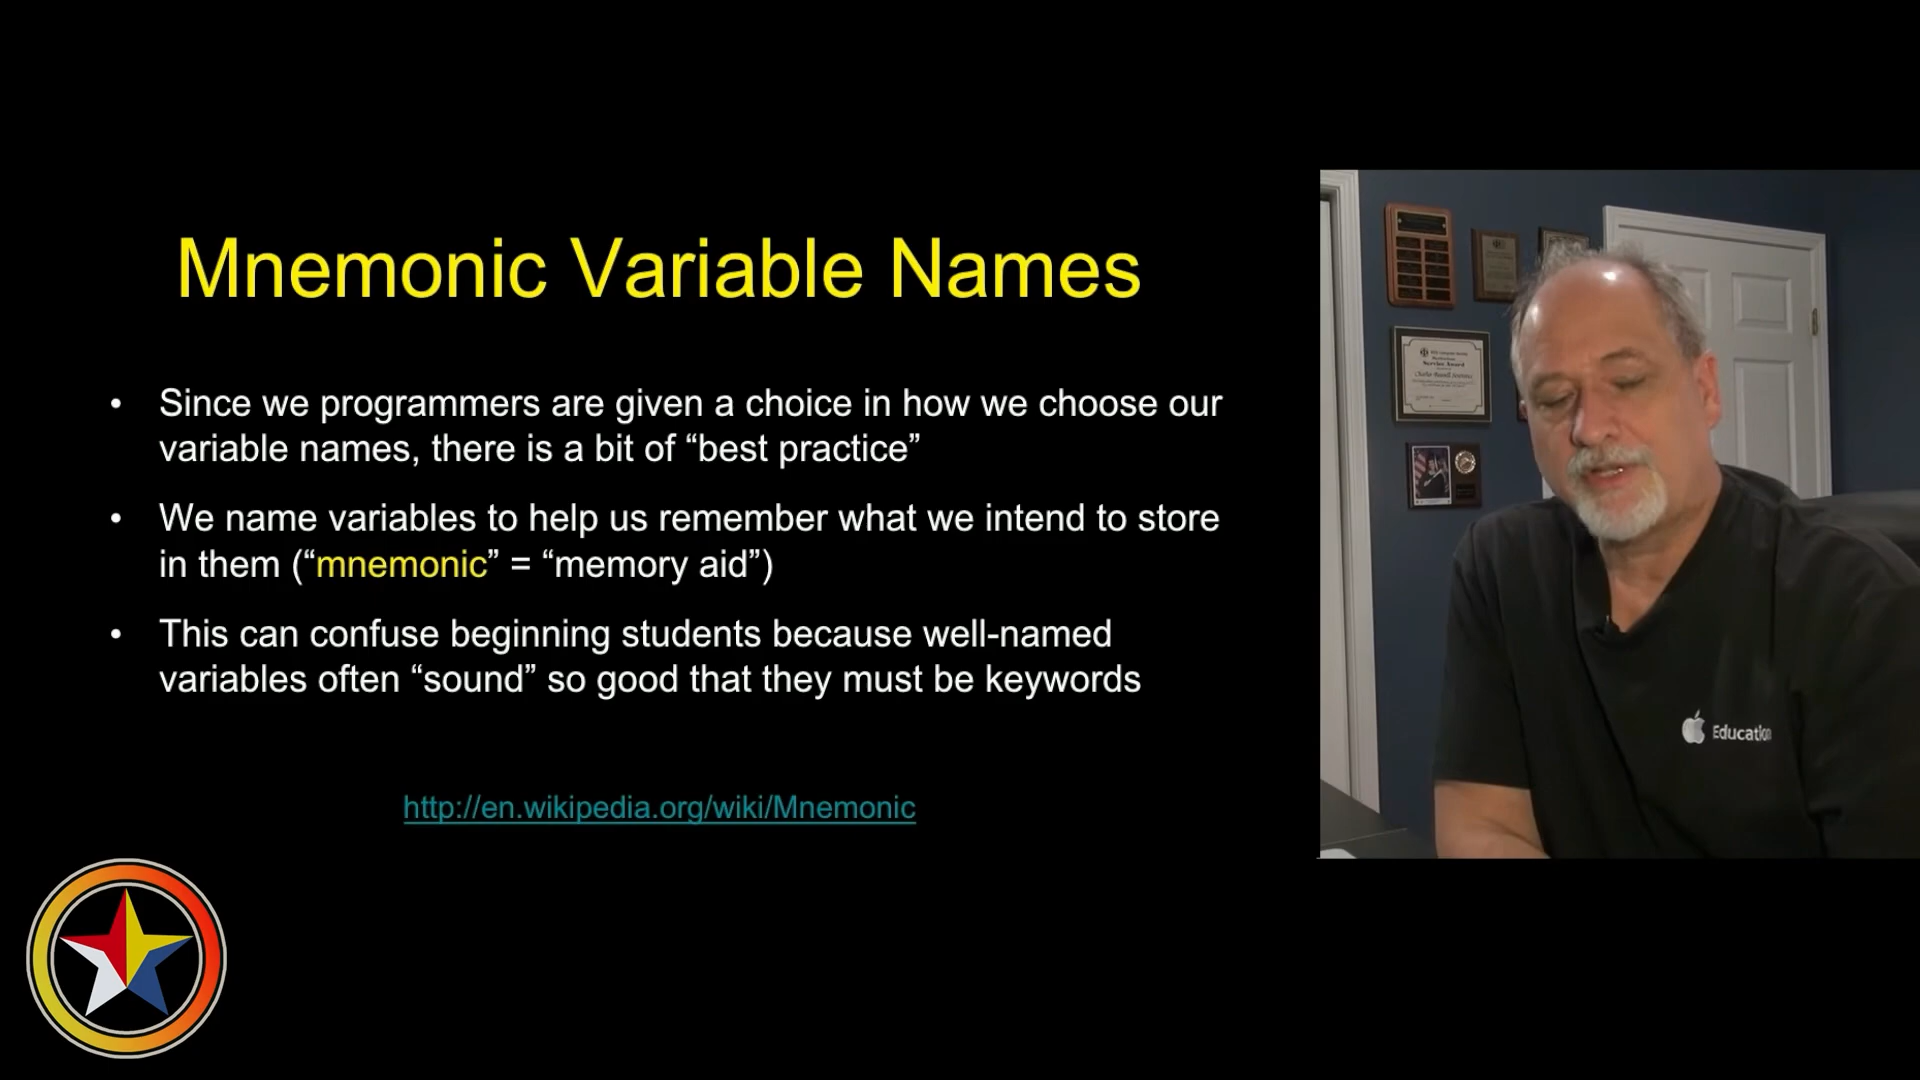 Mnemonic Variable Names
• Since we programmers are given a choice in how we choose our
variable names, there is a bit of “best practice”
• We name variables to help us remember what we intend to store
in them (“mnemonic” = “memory aid”)
• This can confuse beginning students because well-named
variables often “sound” so good that they must be keywords
http://en.wikipedia.org/wiki/Mnemonic
Service Award
Education